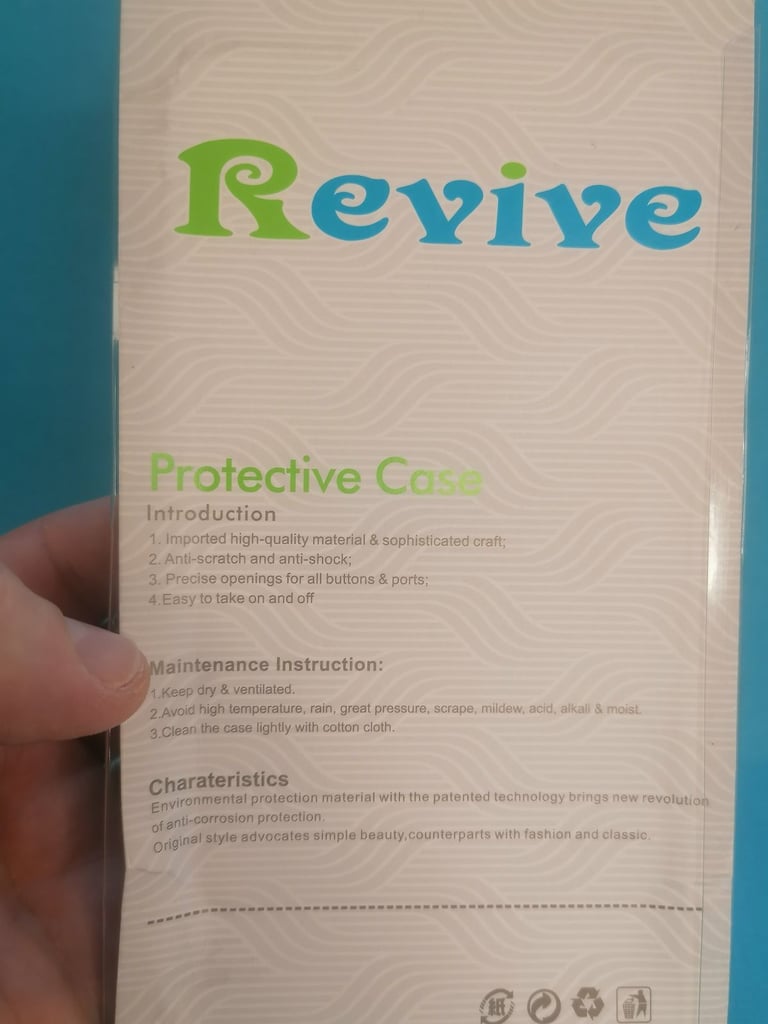 Revive
Protective Case
Introduction
1. Imported high-quality material & sophisticated craft;
2. Anti-scratch and anti-shock;
3. Precise openings for all buttons & ports;
4.Easy to take on and off
Maintenance Instruction:
1.Keep dry & ventilated.
2.Avoid high temperature, rain, great pressure, scrape, mildew, acid, alkali & moist.
3.Clean the case lightly with cotton cloth.
Charateristics
Environmental protection material with the patented technology brings new revolution
of anti-corrosion protection.
Original style advocates simple beauty,counterparts with fashion and classic.
紙